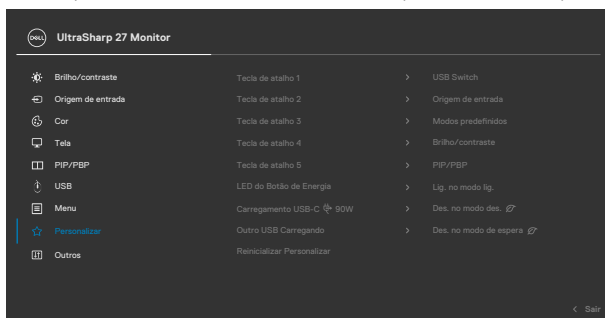 DELL UltraSharp 27 Monitor
Brilho/contraste Tecla de atalho 1 > USB Switch
Origem de entrada Tecla de atalho 2 > Origem de entrada
Cor Tecla de atalho 3 > Modos predefinidos
Tela Tecla de atalho 4 > Brilho/contraste
PIP/PBP Tecla de atalho 5 > PIP/PBP
USB LED do Botão de Energia > Lig. no modo lig.
Menu Carregamento USB-C 90W > Des. no modo des.
Personalizar Outro USB Carregando > Des. no modo de espera
Outros Reinicializar Personalizar
< Sair